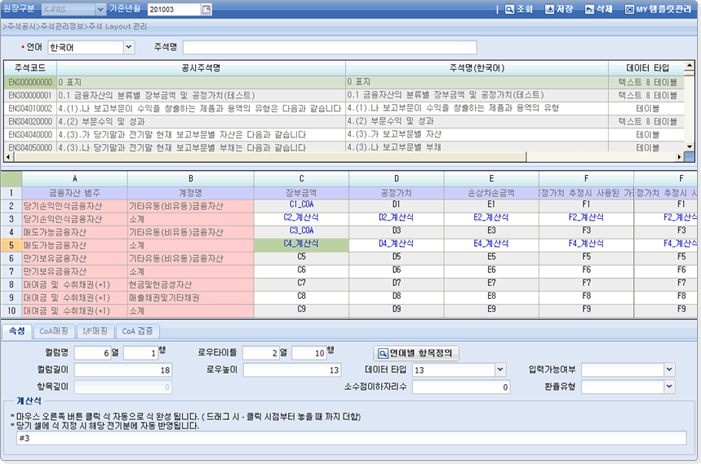 원장구분 K-IFRS 기준년월 201003 조회 저장 삭제 MY템플릿관리
>주석공시>주석관리정보>주석 Layout 관리
• 언어 한국어 주석명
주석코드 공시주석명 주석명(한국어) 데이터 타입
ENS00000000 0 표지 0 표지 텍스트 & 테이블
ENS00000001 0.1 금융자산의 분류별 장부금액 및 공정가치(테스트) 0.1 금융자산의 분류별 장부금액 및 공정가치(테스트) 텍스트 & 테이블
ENS04010002 4.(1).나 보고부문이 수익을 창출하는 제품과 용역의 유형은 다음과 같습니다 4.(1).나 보고부문이 수익을 창출하는 제품과 용역의 유형 테이블
ENS04020000 4.(2) 부문수익 및 성과 4.(2) 부문수익 및 성과 텍스트 & 테이블
ENS04040000 4.(3).가 당기말과 전기말 현재 보고부문별 자산은 다음과 같습니다 4.(3).가 보고부문별 자산 테이블
ENS04050000 4.(3).나 당기말과 전기말 현재 보고부문별 부채는 다음과 같습니다 4.(3).나 보고부문별 부채 테이블
A B C D E F F
1 금융자산 범주 계정명 장부금액 공정가치 손상차손금액 정가치 추정시 사용된 가 정가치 추정시
2 당기손익인식금융자산 기타유동(비유동)금융자산 C1_COA D1 E1 F1 F1
3 당기손익인식금융자산 소계 C2_계산식 D2_계산식 E2_계산식 F2_계산식 F2_계산식
4 매도가능금융자산 기타유동(비유동)금융자산 C3_COA D3 E3 F3 F3
5 매도가능금융자산 소계 C4_계산식 D4_계산식 E4_계산식 F4_계산식 F4_계산식
6 만기보유금융자산 기타유동(비유동)금융자산 C5 D5 E5 F5 F5
7 만기보유금융자산 소계 C6 D6 E6 F6 F6
8 대여금 및 수취채권(*1) 현금및현금성자산 C7 D7 E7 F7 F7
9 대여금 및 수취채권(*1) 매출채권및기타채권 C8 D8 E8 F8 F8
10 대여금 및 수취채권(*1) 소계 C9 D9 E9 F9 F9
속성 CoA매핑 I/F매핑 CoA 검증
컬럼명 6 열 1 행 로우타이틀 2 열 10 행 언어별 항목정의
컬럼길이 18 로우높이 13 데이터 타입 13 입력가능여부
항목길이 0 소수점이하자리수 0 환율유형
계산식
* 마우스 오른쪽 버튼 클릭 식 자동으로 식 완성 됩니다. ( 드래그 시 - 클릭 시점부터 놓을 때 까지 더함)
* 당기 셀에 식 지정 시 해당 전기분에 자동 반영됩니다.
#3